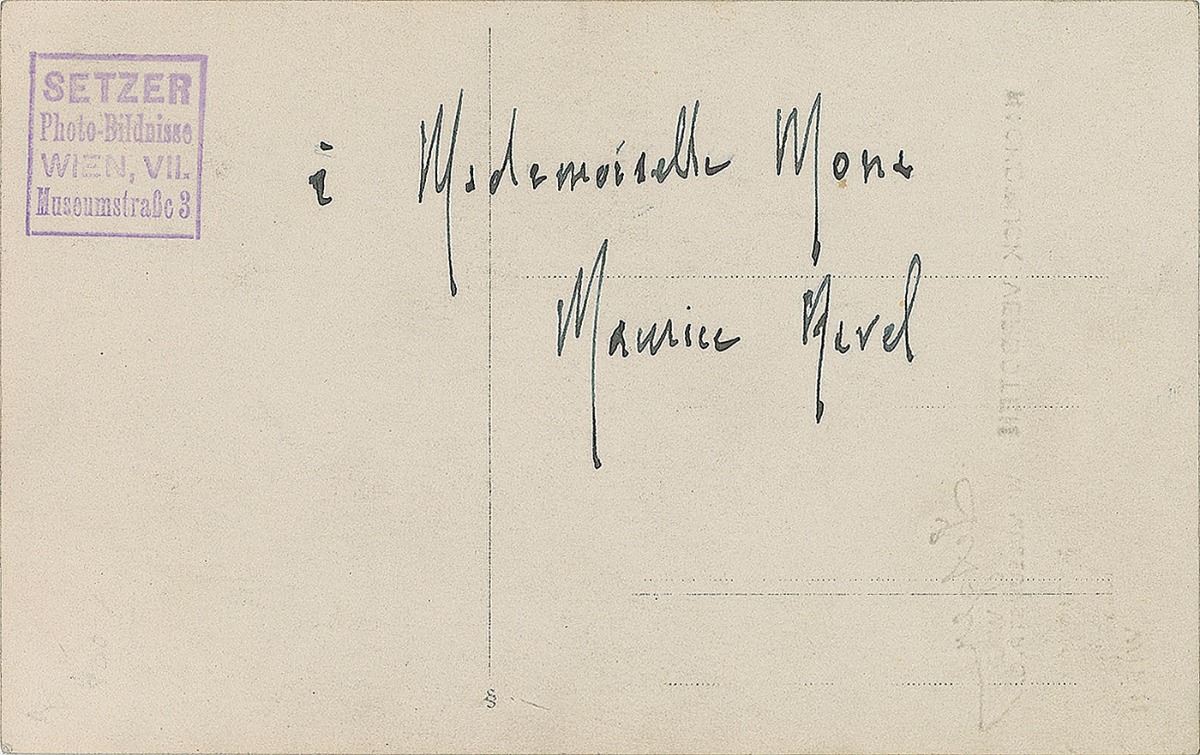 SETZER
Photo-Bildnisse
WIEN, VII.
Museumstraße 3
à Mademoiselle Mona
Maurice Ravel
§